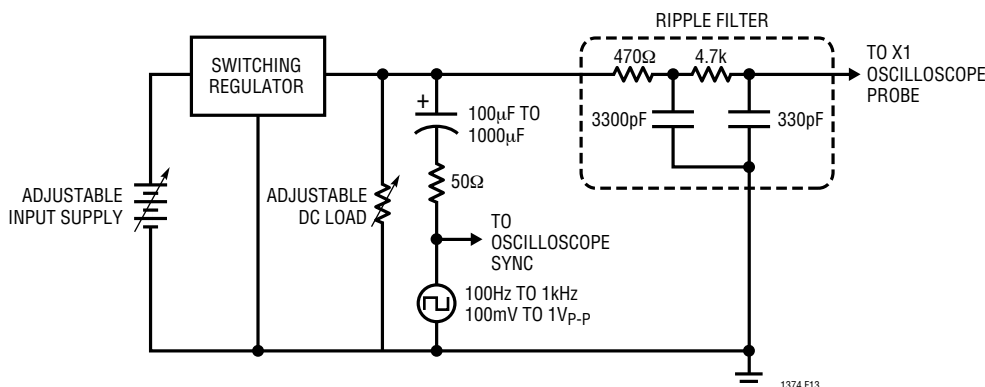 RIPPLE FILTER
SWITCHING
REGULATOR
470Ω
4.7k
TO X1
OSCILLOSCOPE
PROBE
+
100µF TO
1000µF
3300pF
330pF
ADJUSTABLE
INPUT SUPPLY
ADJUSTABLE
DC LOAD
50Ω
TO
OSCILLOSCOPE
SYNC
100Hz TO 1kHz
100mV TO 1VP-P
1374 F13